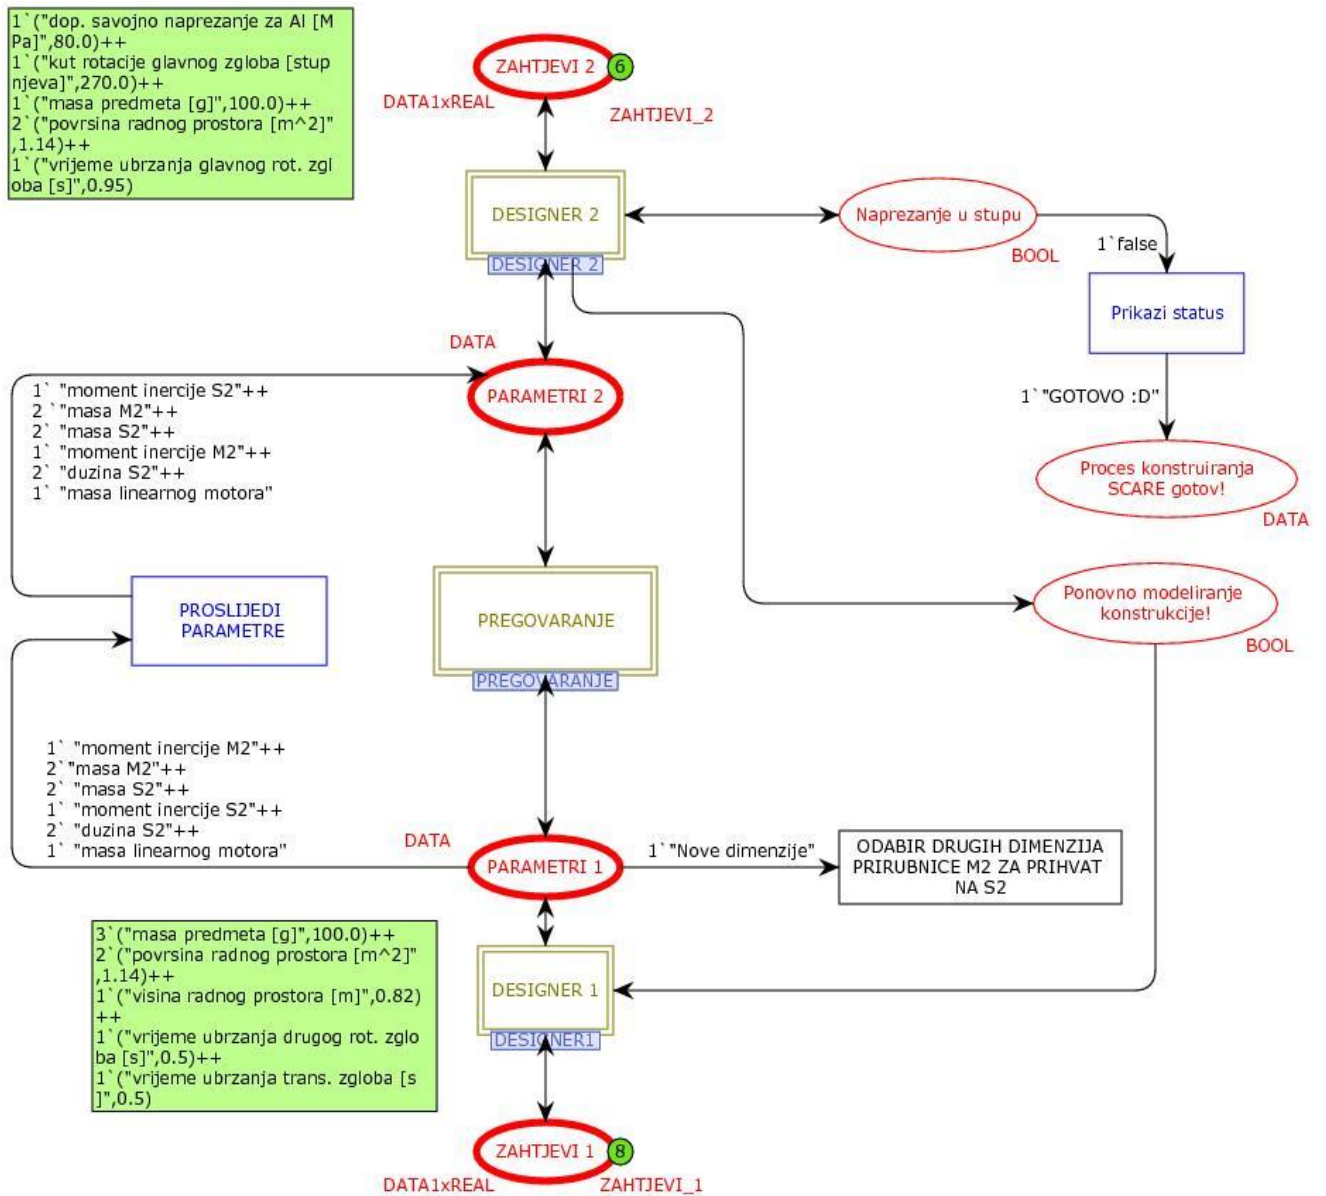 1`("dop. savojno naprezanje za Al [M
Pa]",80.0)++
1`("kut rotacije glavnog zgloba [stup
njeva]",270.0)++
1`("masa predmeta [g]",100.0)++
2`("povrsina radnog prostora [m^2]"
,1.14)++
1`("vrijeme ubrzanja glavnog rot. zgl
oba [s]",0.95)
ZAHTJEVI 2
6
DATA1xREAL
ZAHTJEVI_2
DESIGNER 2
DESIGNER 2
Naprezanje u stupu
BOOL
1`false
Prikazi status
1`"GOTOVO :D"
Proces konstruiranja
SCARE gotov!
DATA
DATA
PARAMETRI 2
1` "moment inercije S2"++
2 `"masa M2"++
2` "masa S2"++
1` "moment inercije M2"++
2` "duzina S2"++
1` "masa linearnog motora"
PROSLIJEDI
PARAMETRE
PREGOVARANJE
PREGOVARANJE
Ponovno modeliranje
konstrukcije!
BOOL
1` "moment inercije M2"++
2`"masa M2"++
2` "masa S2"++
1` "moment inercije S2"++
2` "duzina S2"++
1` "masa linearnog motora"
DATA
PARAMETRI 1
1`"Nove dimenzije"
ODABIR DRUGIH DIMENZIJA
PRIRUBNICE M2 ZA PRIHVAT
NA S2
3`("masa predmeta [g]",100.0)++
2`("povrsina radnog prostora [m^2]"
,1.14)++
1`("visina radnog prostora [m]",0.82)
++
1`("vrijeme ubrzanja drugog rot. zglo
ba [s]",0.5)++
1`("vrijeme ubrzanja trans. zgloba [s
]",0.5)
DESIGNER 1
DESIGNER1
ZAHTJEVI 1
8
DATA1xREAL
ZAHTJEVI_1